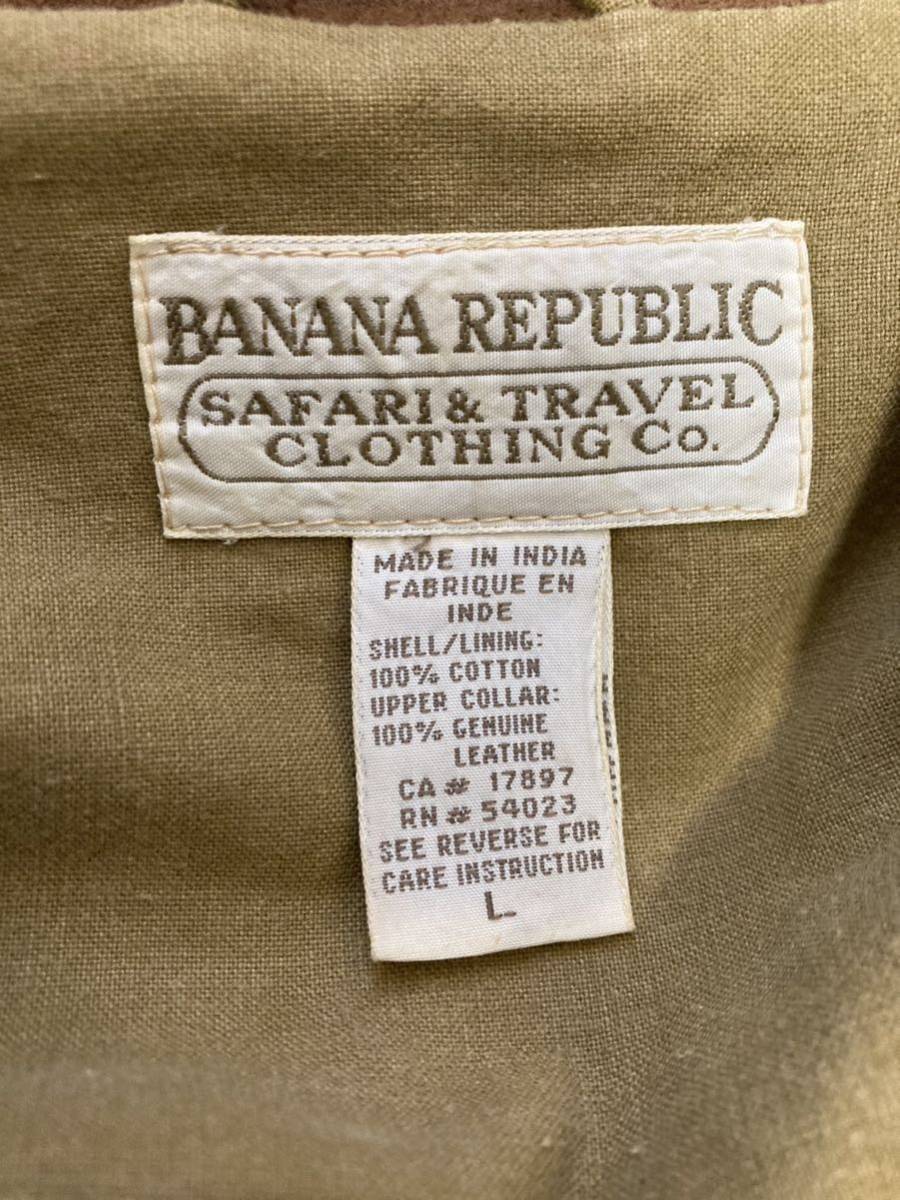 BANANA REPUBLIC
SAFARI & TRAVEL
CLOTHING Co.
MADE IN INDIA
FABRIQUE EN
INDE
SHELL/LINING:
100% COTTON
UPPER COLLAR:
100% GENUINE
LEATHER
CA # 17897
RN # 54023
SEE REVERSE FOR
CARE INSTRUCTION
L